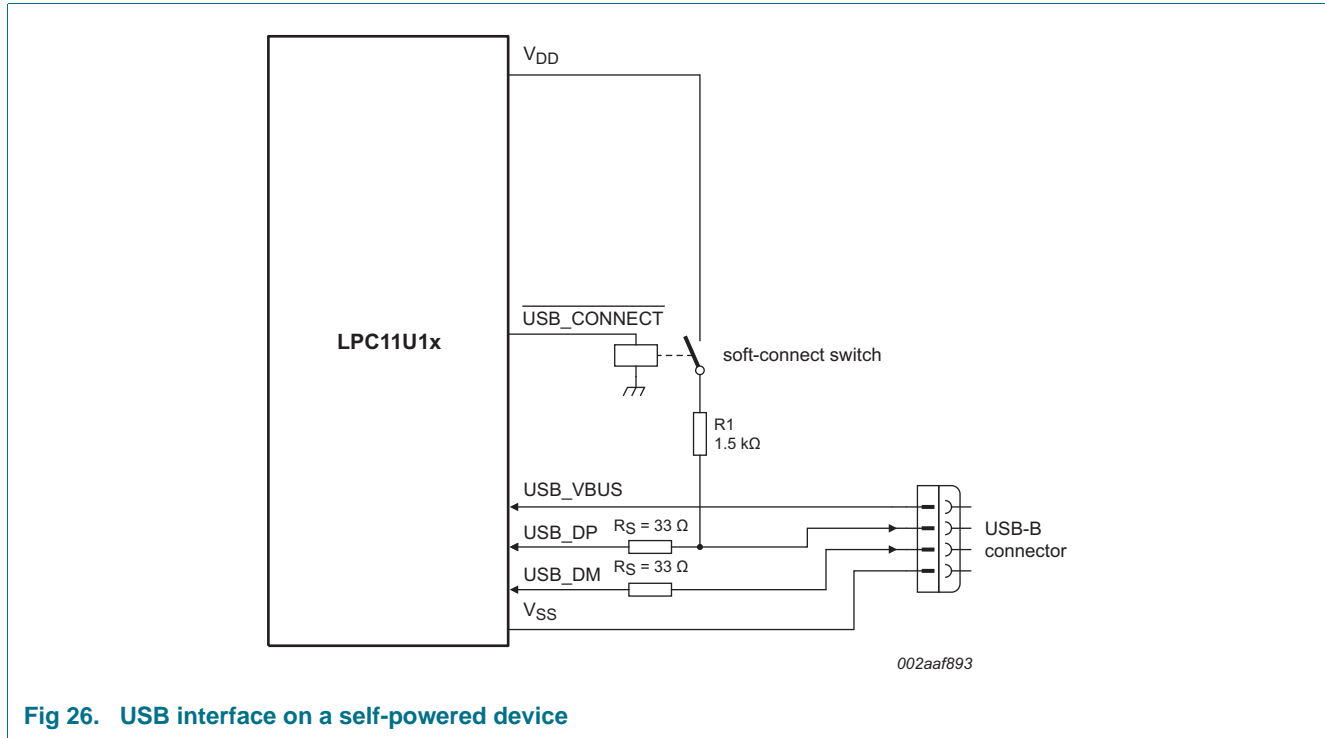 VDD
USB_CONNECT
LPC11U1x
soft-connect switch
R1
1.5 kΩ
USB_VBUS
USB_DP
RS = 33 Ω
USB-B
connector
USB_DM
RS = 33 Ω
VSS
002aaf893
Fig 26. USB interface on a self-powered device